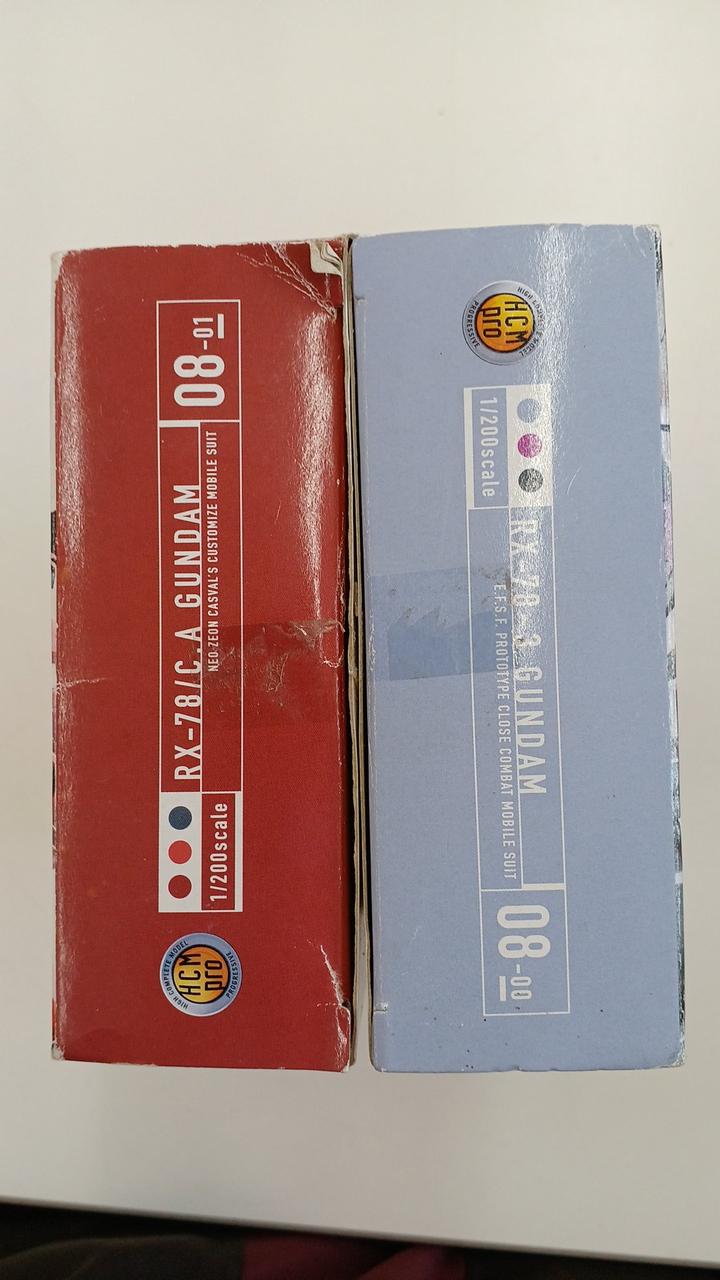 08-01
RX-78/C.A GUNDAM
NEO-ZEON CASVAL'S CUSTOMIZE MOBILE SUIT
1/200scale
HIGH COMPLETE MODEL
HCM
pro
PROGRESSIVE
HCM
pro
PROGRESSIVE
1/200scale
RX-78-3 GUNDAM
E.F.S.F. PROTOTYPE CLOSE COMBAT MOBILE SUIT
08-00